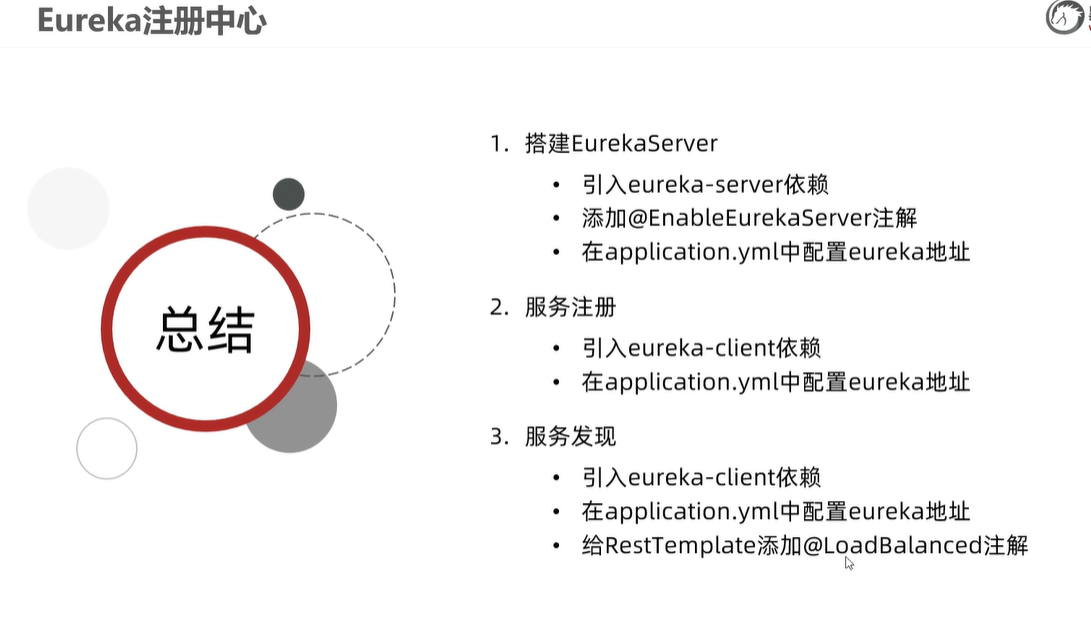 Eureka注册中心
总结
1. 搭建EurekaServer
• 引入eureka-server依赖
• 添加@EnableEurekaServer注解
• 在application.yml中配置eureka地址
2. 服务注册
• 引入eureka-client依赖
• 在application.yml中配置eureka地址
3. 服务发现
• 引入eureka-client依赖
• 在application.yml中配置eureka地址
• 给RestTemplate添加@LoadBalanced注解